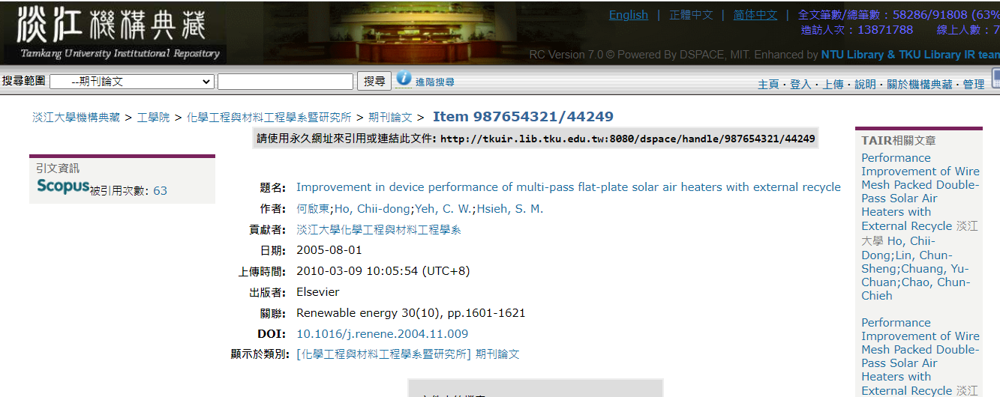 淡江機構典藏
Tamkang University Institutional Repository
English | 正體中文 | 简体中文 | 全文筆數/總筆數 : 58286/91808 (63%
造訪人次 : 13871788 線上人數 : 7
RC Version 7.0 © Powered By DSPACE, MIT. Enhanced by NTU Library & TKU Library IR team
搜尋範圍 --期刊論文 搜尋 i 進階搜尋
主頁‧登入‧上傳‧說明‧關於機構典藏‧管理
淡江大學機構典藏 > 工學院 > 化學工程與材料工程學系暨研究所 > 期刊論文 > Item 987654321/44249
請使用永久網址來引用或連結此文件: http://tkuir.lib.tku.edu.tw:8080/dspace/handle/987654321/44249
引文資訊
Scopus被引用次數: 63
題名: Improvement in device performance of multi-pass flat-plate solar air heaters with external recycle
作者: 何啟東;Ho, Chii-dong;Yeh, C. W.;Hsieh, S. M.
貢獻者: 淡江大學化學工程與材料工程學系
日期: 2005-08-01
上傳時間: 2010-03-09 10:05:54 (UTC+8)
出版者: Elsevier
關聯: Renewable energy 30(10), pp.1601-1621
DOI: 10.1016/j.renene.2004.11.009
顯示於類別: [化學工程與材料工程學系暨研究所] 期刊論文
TAIR相關文章
Performance
Improvement of Wire
Mesh Packed Double-
Pass Solar Air
Heaters with
External Recycle 淡江
大學 Ho, Chii-
Dong;Lin, Chun-
Sheng;Chuang, Yu-
Chuan;Chao, Chun-
Chieh
Performance
Improvement of Wire
Mesh Packed Double-
Pass Solar Air
Heaters with
External Recycle 淡江